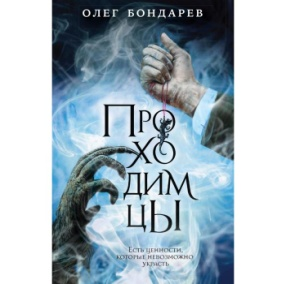 ОЛЕГ БОНДАРЕВ
ПРО
ХО
ДИМ
ЦЫ
ЕСТЬ ЦЕННОСТИ,
КОТОРЫЕ НЕВОЗМОЖНО
УКРАСТЬ